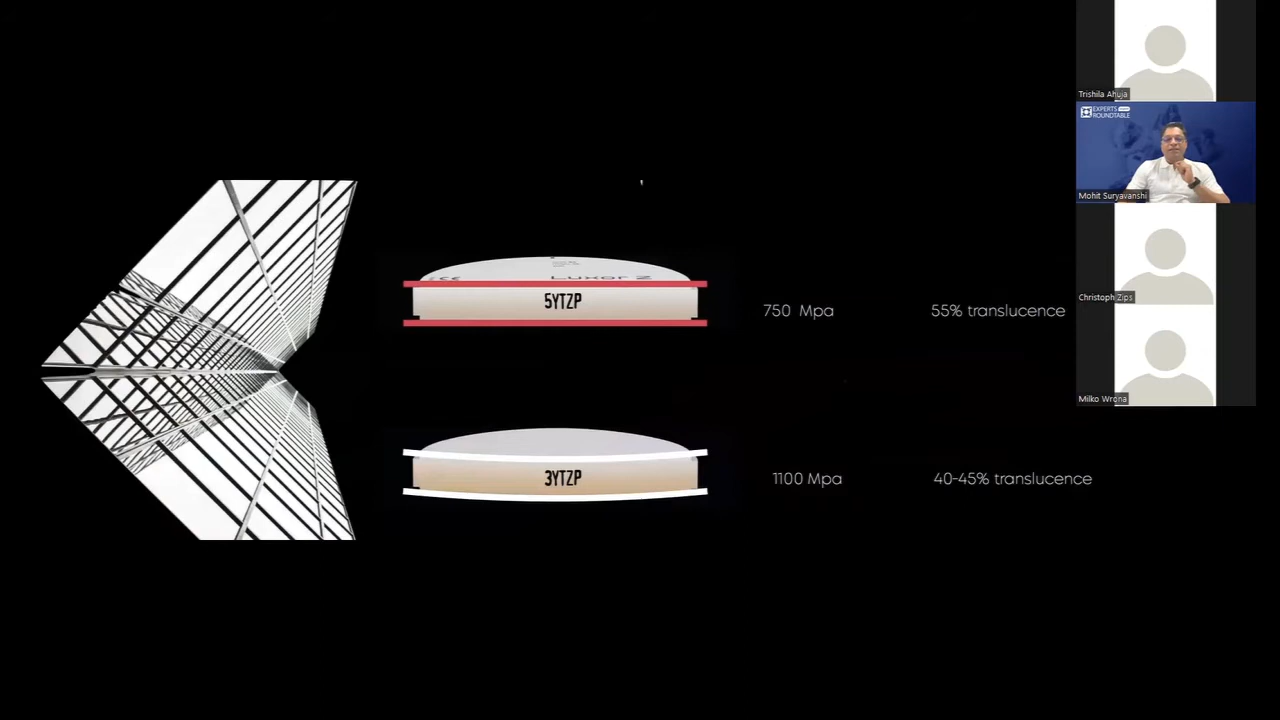 Luxor Z
5YTZP
750 Mpa
55% translucence
3YTZP
1100 Mpa
40-45% translucence
Trishila Ahuja
EXPERTS
ROUNDTABLE
Mohit Suryavanshi
Christoph Zips
Milko Wrona